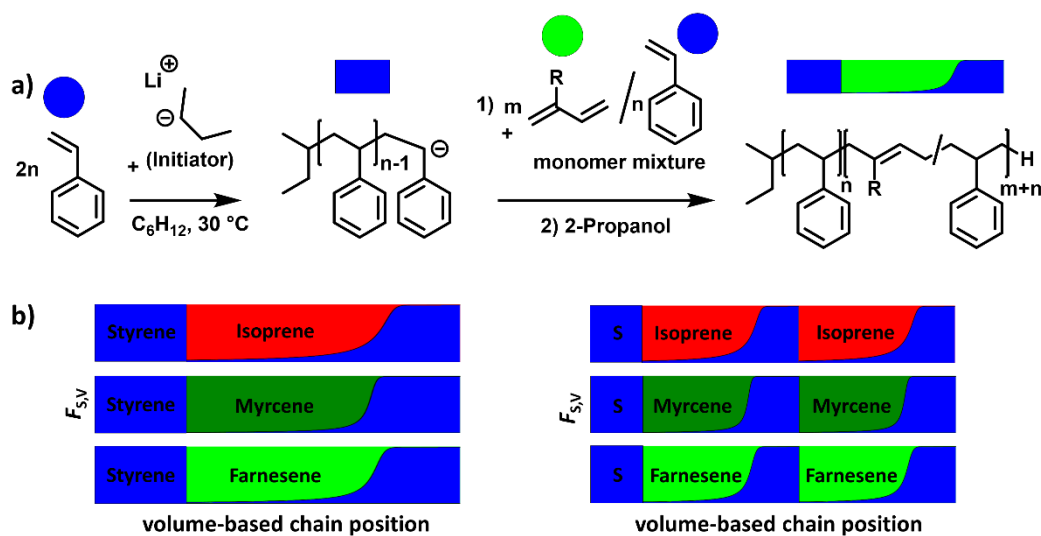 a)
2n
Li
⊕
⊖
+
(Initiator)
C6H12, 30 °C
n-1
⊖
1) m
+
R
/
n
monomer mixture
2) 2-Propanol
n
R
H
m+n
b)
FS,V
Styrene
Isoprene
Styrene
Myrcene
Styrene
Farnesene
volume-based chain position
FS,V
S
Isoprene
Isoprene
S
Myrcene
Myrcene
S
Farnesene
Farnesene
volume-based chain position